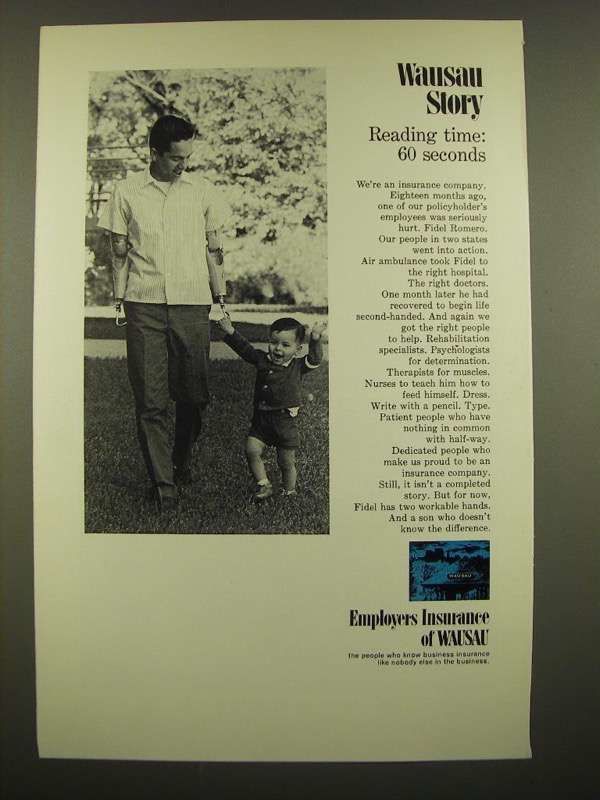 Wausau
Story
Reading time:
60 seconds
We're an insurance company.
Eighteen months ago,
one of our policyholder's
employees was seriously
hurt. Fidel Romero.
Our people in two states
went into action.
Air ambulance took Fidel to
the right hospital.
The right doctors.
One month later he had
recovered to begin life
second-handed. And again we
got the right people
to help. Rehabilitation
specialists. Psychologists
for determination.
Therapists for muscles.
Nurses to teach him how to
feed himself. Dress.
Write with a pencil. Type.
Patient people who have
nothing in common
with half-way.
Dedicated people who
make us proud to be an
insurance company.
Still, it isn't a completed
story. But for now,
Fidel has two workable hands.
And a son who doesn't
know the difference.
WAUSAU
Employers Insurance
of WAUSAU
the people who know business insurance
like nobody else in the business.